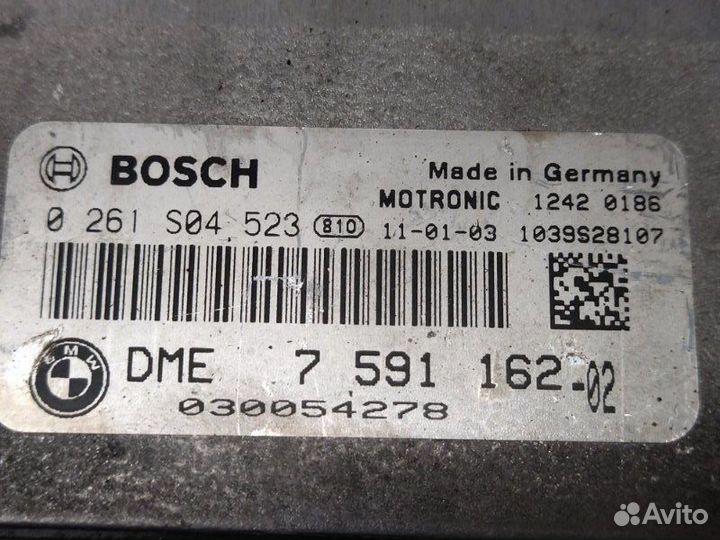 BOSCH Made in Germany
MOTRONIC 1242 0186
0 261 S04 523 810 11-01-03 1039S28107
BMW DME 7 591 162-02
030054278
Avito